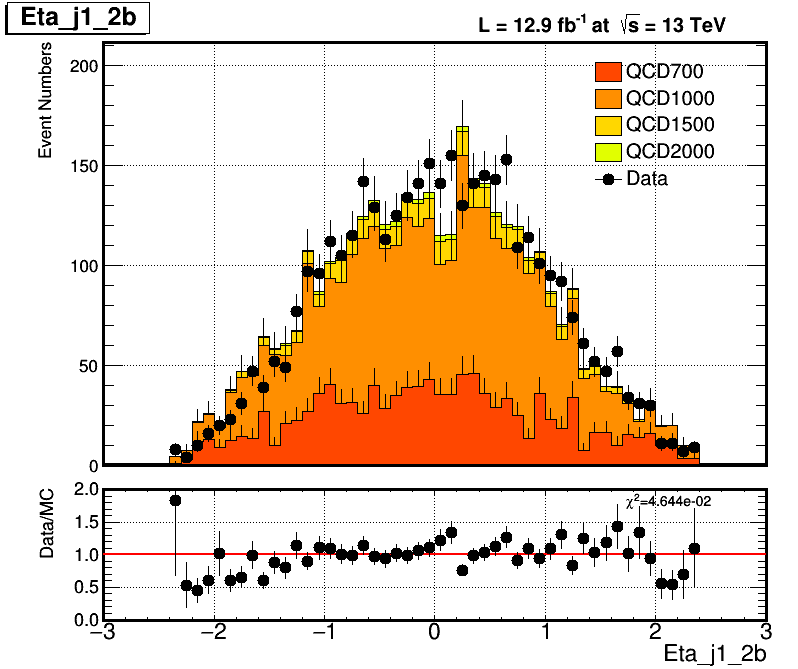 Eta_j1_2b
L = 12.9 fb⁻¹ at √s = 13 TeV
Event Numbers
200
150
100
50
0
QCD700
QCD1000
QCD1500
QCD2000
Data
Data/MC
2.0
1.5
1.0
0.5
0.0
χ²=4.644e-02
−3 −2 −1 0 1 2 3
Eta_j1_2b